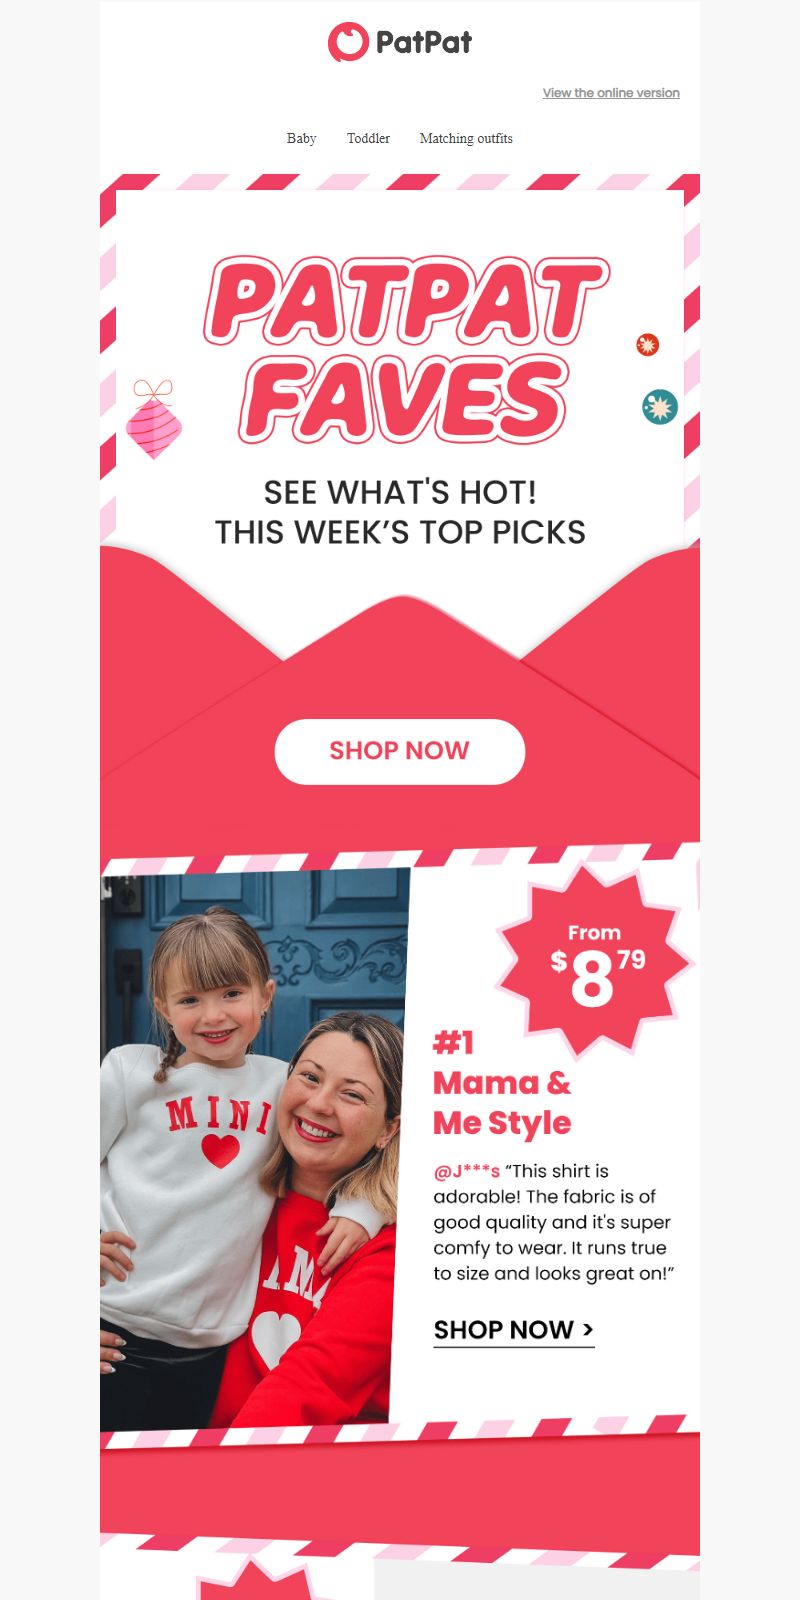 PatPat
View the online version
Baby Toddler Matching outfits
PATPAT
FAVES
SEE WHAT'S HOT!
THIS WEEK’S TOP PICKS
SHOP NOW
From
$8 79
#1
Mama &
Me Style
@J***s “This shirt is
adorable! The fabric is of
good quality and it's super
comfy to wear. It runs true
to size and looks great on!”
SHOP NOW >
MINI